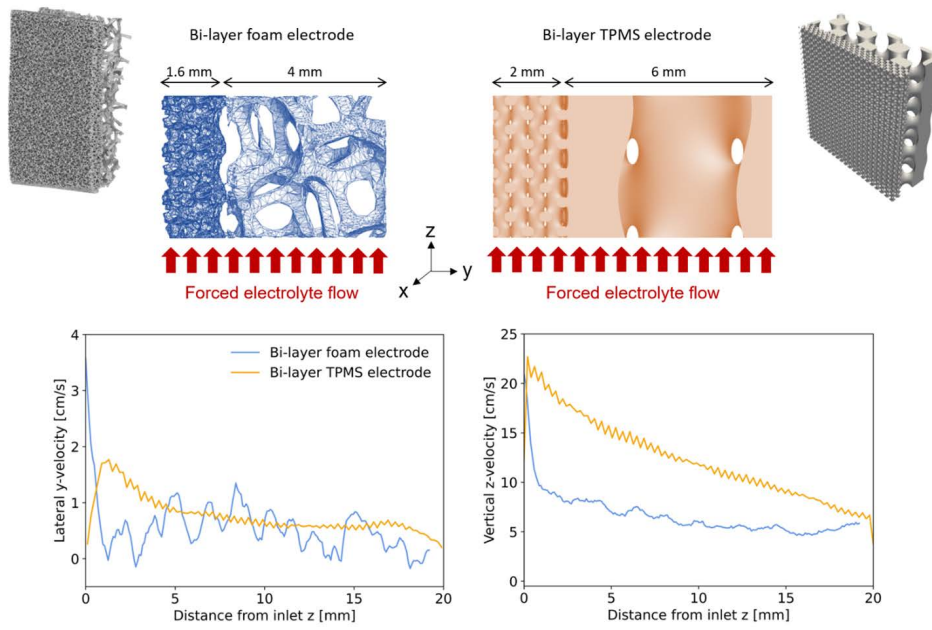 Bi-layer foam electrode
Bi-layer TPMS electrode
1.6 mm
4 mm
2 mm
6 mm
z
y
x
Forced electrolyte flow
Forced electrolyte flow
4
3
2
1
0
Lateral y-velocity [cm/s]
Bi-layer foam electrode
Bi-layer TPMS electrode
0
5
10
15
20
Distance from inlet z [mm]
25
20
15
10
5
0
Vertical z-velocity [cm/s]
0
5
10
15
20
Distance from inlet z [mm]